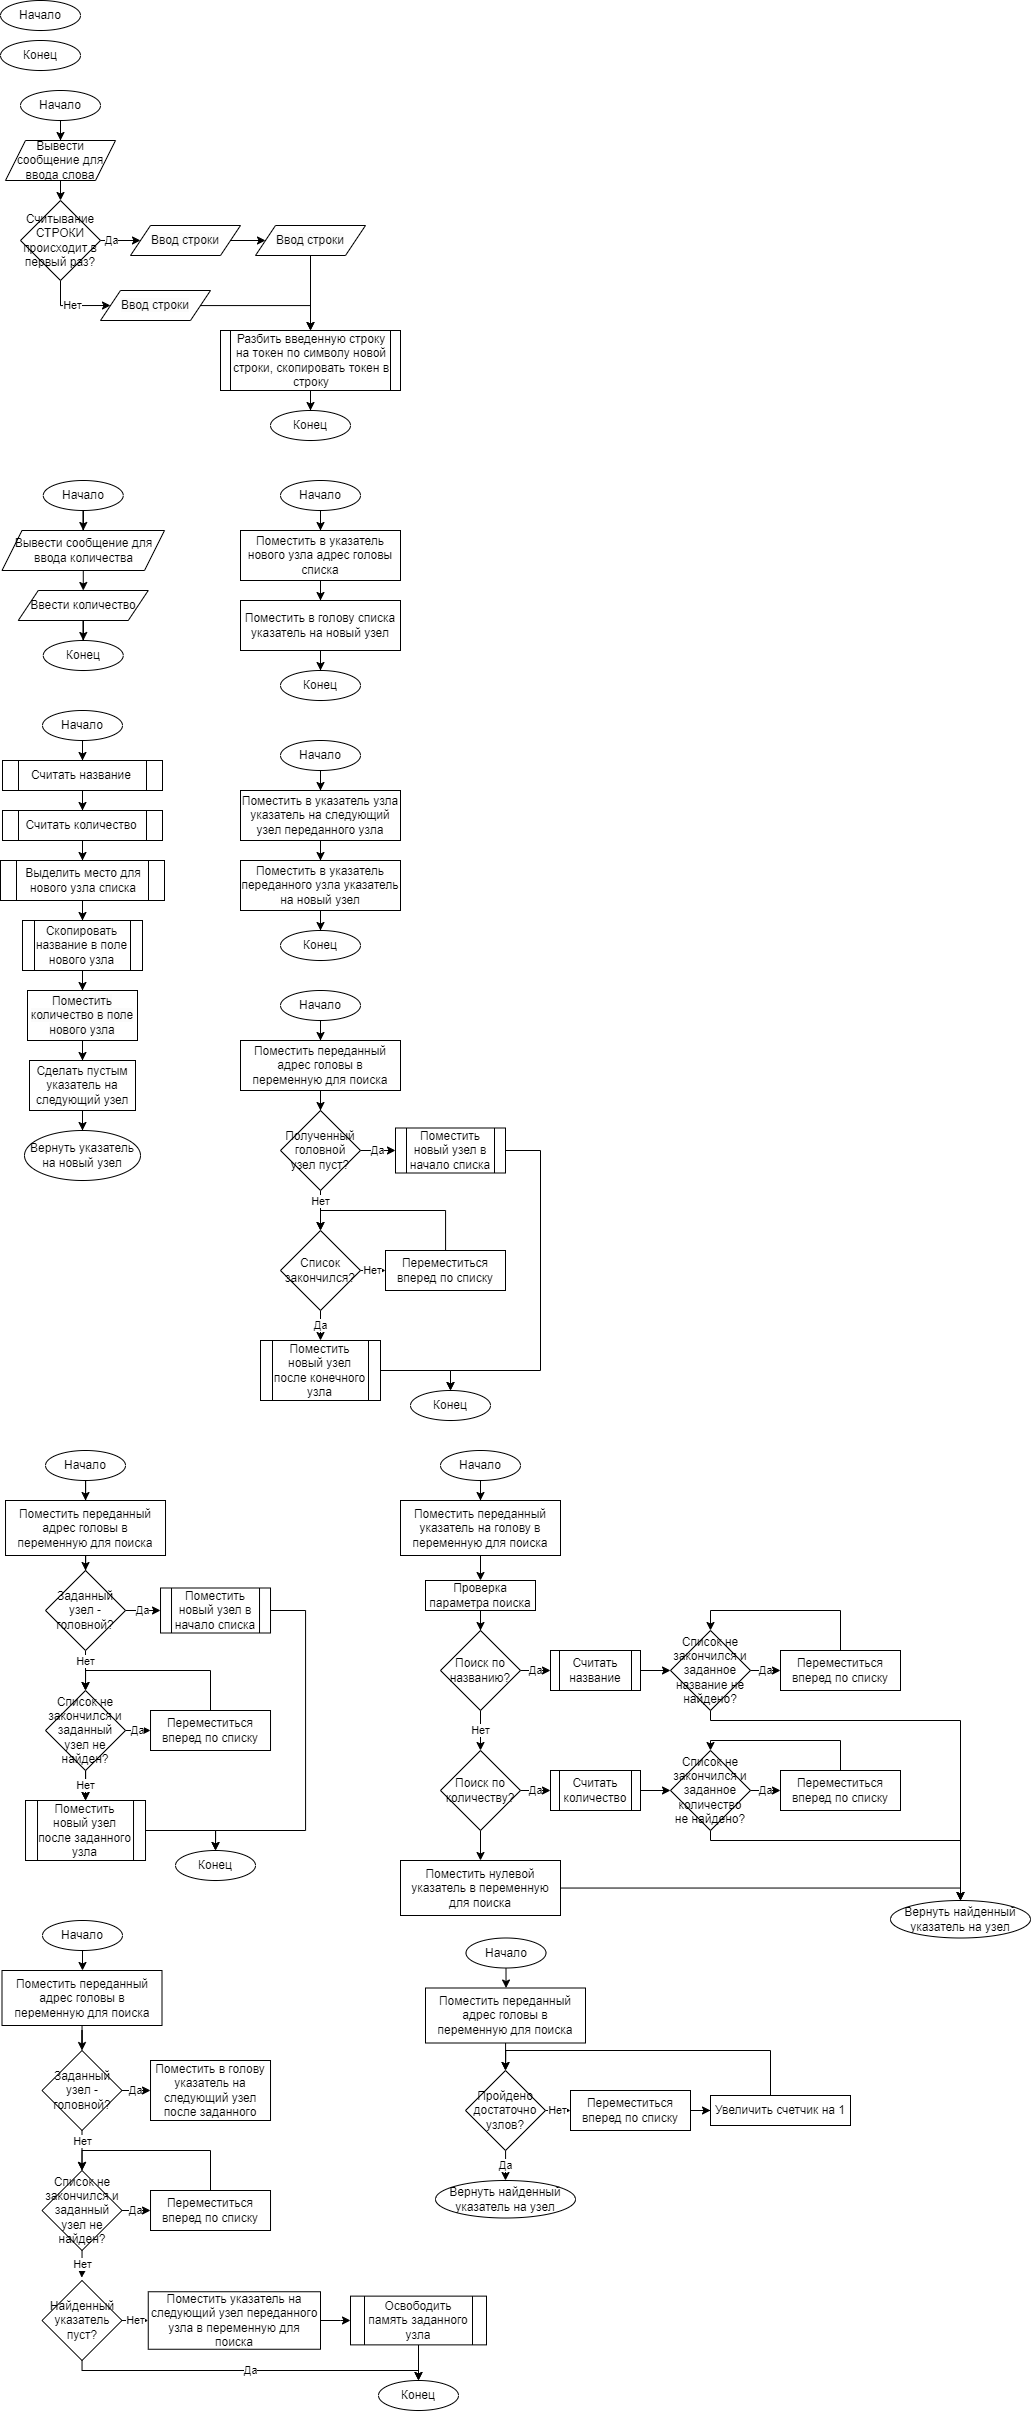 Начало
Конец
Начало
Вывести
сообщение для
ввода слова
Считывание
СТРОКИ
происходит в
первый раз?
Да
Ввод строки
Ввод строки
Нет
Ввод строки
Разбить введенную строку
на токен по символу новой
строки, скопировать токен в
строку
Конец
Начало
Вывести сообщение для
ввода количества
Ввести количество
Конец
Начало
Поместить в указатель
нового узла адрес головы
списка
Поместить в голову списка
указатель на новый узел
Конец
Начало
Считать название
Считать количество
Выделить место для
нового узла списка
Скопировать
название в поле
нового узла
Поместить
количество в поле
нового узла
Сделать пустым
указатель на
следующий узел
Вернуть указатель
на новый узел
Начало
Поместить в указатель узла
указатель на следующий
узел переданного узла
Поместить в указатель
переданного узла указатель
на новый узел
Конец
Начало
Поместить переданный
адрес головы в
переменную для поиска
Полученный
головной
узел пуст?
Да
Поместить
новый узел в
начало списка
Нет
Список
закончился?
Нет
Переместиться
вперед по списку
Да
Поместить
новый узел
после конечного
узла
Конец
Начало
Поместить переданный
адрес головы в
переменную для поиска
Заданный
узел -
головной?
Да
Поместить
новый узел в
начало списка
Нет
Список не
закончился и
заданный
узел не
найден?
Да
Переместиться
вперед по списку
Нет
Поместить
новый узел
после заданного
узла
Конец
Начало
Поместить переданный
указатель на голову в
переменную для поиска
Проверка
параметра поиска
Поиск по
названию?
Да
Считать
название
Список не
закончился и
заданное
название не
найдено?
Да
Переместиться
вперед по списку
Нет
Поиск по
количеству?
Да
Считать
количество
Список не
закончился и
заданное
количество
не найдено?
Да
Переместиться
вперед по списку
Поместить нулевой
указатель в переменную
для поиска
Вернуть найденный
указатель на узел
Начало
Поместить переданный
адрес головы в
переменную для поиска
Заданный
узел -
головной?
Да
Поместить в голову
указатель на
следующий узел
после заданного
Нет
Список не
закончился и
заданный
узел не
найден?
Да
Переместиться
вперед по списку
Нет
Найденный
указатель
пуст?
Нет
Поместить указатель на
следующий узел переданного
узла в переменную для
поиска
Освободить
память заданного
узла
Да
Конец
Начало
Поместить переданный
адрес головы в
переменную для поиска
Пройдено
достаточно
узлов?
Нет
Переместиться
вперед по списку
Увеличить счетчик на 1
Да
Вернуть найденный
указатель на узел